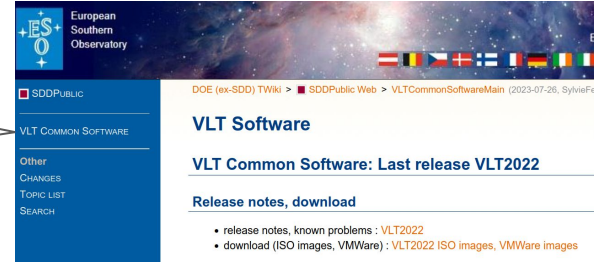 ES
O
European
Southern
Observatory
SDDPUBLIC
VLT COMMON SOFTWARE
Other
CHANGES
TOPIC LIST
SEARCH
DOE (ex-SDD) TWiki > SDDPublic Web > VLTCommonSoftwareMain (2023-07-26, SylvieFe
VLT Software
VLT Common Software: Last release VLT2022
Release notes, download
• release notes, known problems : VLT2022
• download (ISO images, VMWare) : VLT2022 ISO images, VMWare images